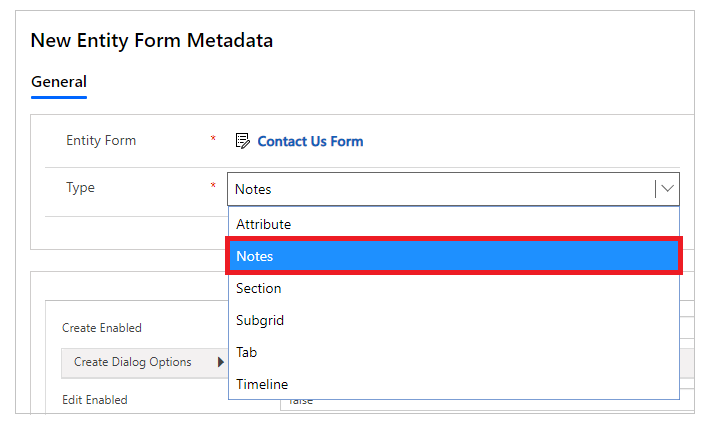 New Entity Form Metadata
General
Entity Form * Contact Us Form
Type * Notes
Attribute
Notes
Section
Subgrid
Tab
Timeline
Create Enabled
Create Dialog Options
Edit Enabled
false